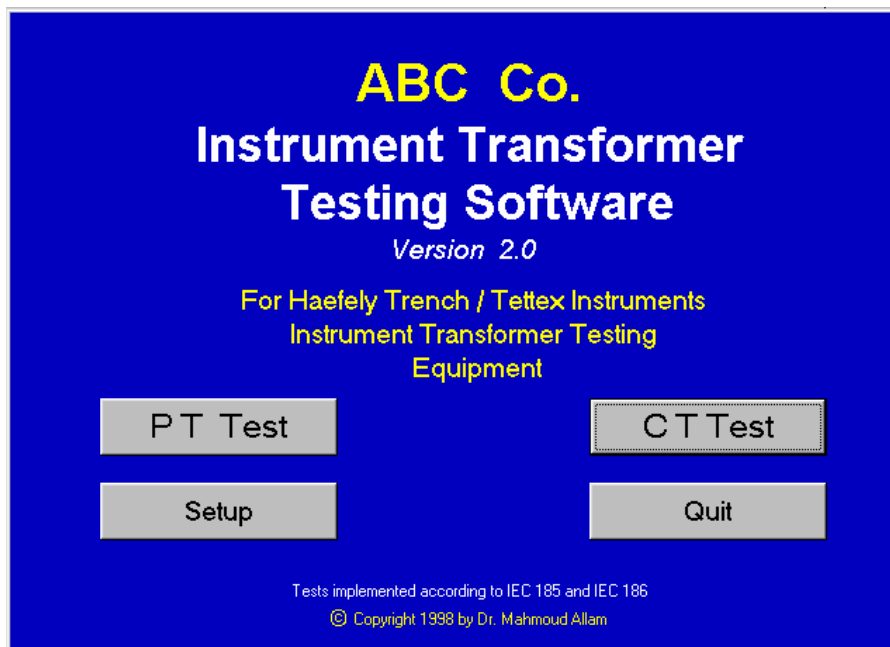 ABC Co.
Instrument Transformer
Testing Software
Version 2.0
For Haefely Trench / Tettex Instruments
Instrument Transformer Testing
Equipment
PT Test
CT Test
Setup
Quit
Tests implemented according to IEC 185 and IEC 186
© Copyright 1998 by Dr. Mahmoud Allam